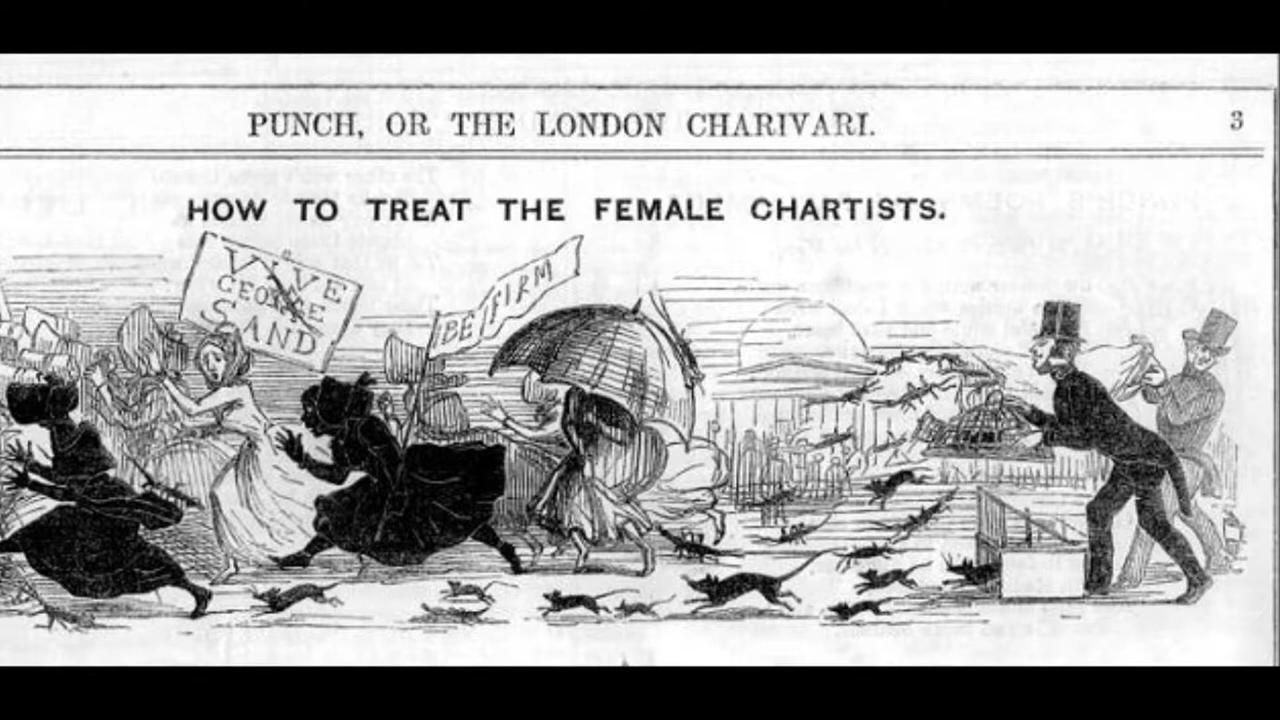 PUNCH, OR THE LONDON CHARIVARI.
3
HOW TO TREAT THE FEMALE CHARTISTS.
VIVE
GEORGE
SAND
BE FIRM